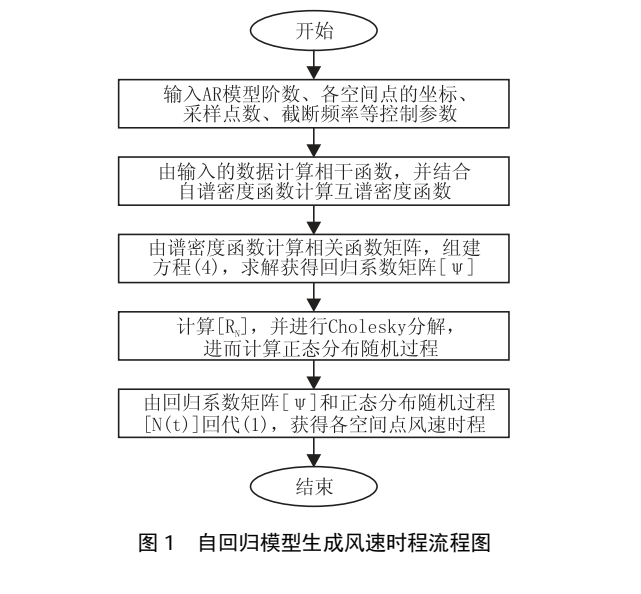 开始
输入AR模型阶数、各空间点的坐标、
采样点数、截断频率等控制参数
由输入的数据计算相干函数，并结合
自谱密度函数计算互谱密度函数
由谱密度函数计算相关函数矩阵，组建
方程(4)，求解获得回归系数矩阵[ψ]
计算[R_N]，并进行Cholesky分解，
进而计算正态分布随机过程
由回归系数矩阵[ψ]和正态分布随机过程
[N(t)]回代(1)，获得各空间点风速时程
结束
图1 自回归模型生成风速时程流程图